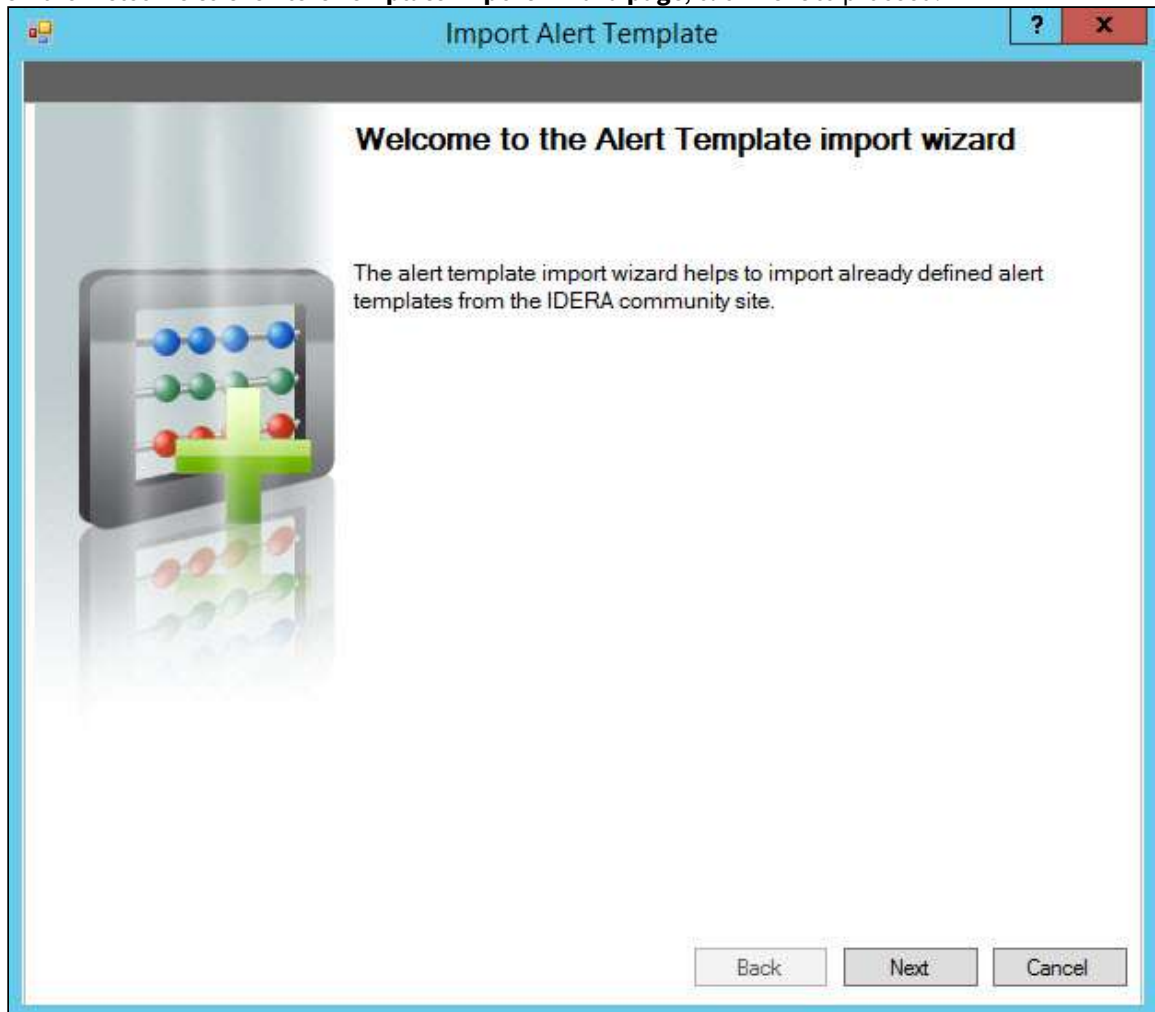 Import Alert Template
?
X
Welcome to the Alert Template import wizard
The alert template import wizard helps to import already defined alert
templates from the IDERA community site.
Back
Next
Cancel